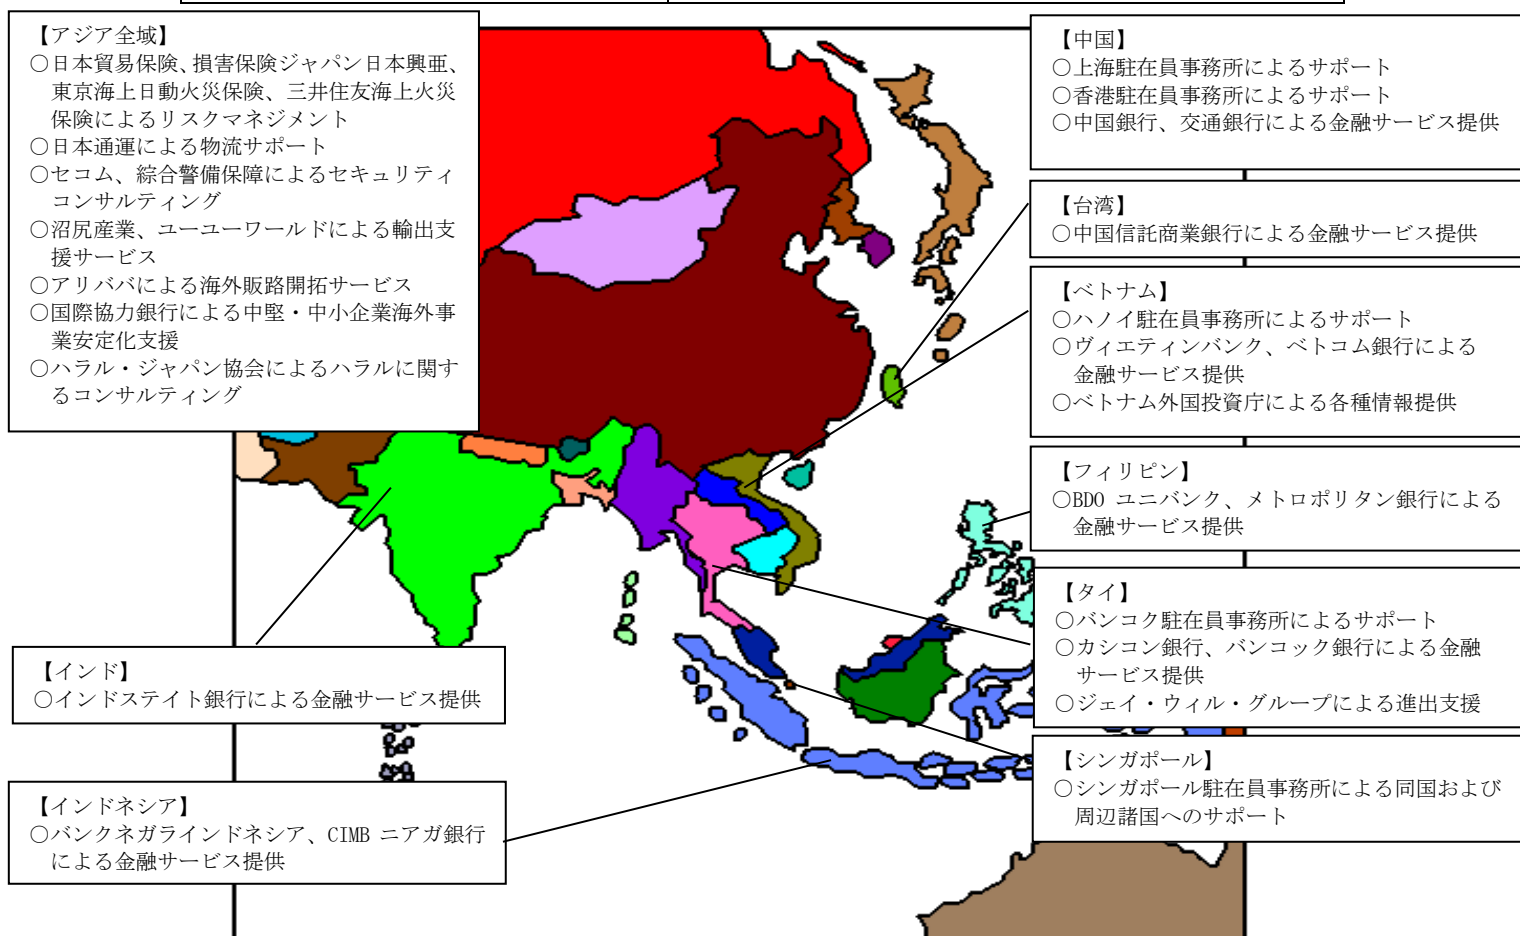 【アジア全域】
○日本貿易保険、損害保険ジャパン日本興亜、
東京海上日動火災保険、三井住友海上火災
保険によるリスクマネジメント
○日本通運による物流サポート
○セコム、綜合警備保障によるセキュリティ
コンサルティング
○沼尻産業、ユーユーワールドによる輸出支
援サービス
○アリババによる海外販路開拓サービス
○国際協力銀行による中堅・中小企業海外事
業安定化支援
○ハラル・ジャパン協会によるハラルに関す
るコンサルティング
【インド】
○インドステイト銀行による金融サービス提供
【インドネシア】
○バンクネガラインドネシア、CIMB ニアガ銀行
による金融サービス提供
【中国】
○上海駐在員事務所によるサポート
○香港駐在員事務所によるサポート
○中国銀行、交通銀行による金融サービス提供
【台湾】
○中国信託商業銀行による金融サービス提供
【ベトナム】
○ハノイ駐在員事務所によるサポート
○ヴィエティンバンク、ベトコム銀行による
金融サービス提供
○ベトナム外国投資庁による各種情報提供
【フィリピン】
○BDO ユニバンク、メトロポリタン銀行による
金融サービス提供
【タイ】
○バンコク駐在員事務所によるサポート
○カシコン銀行、バンコック銀行による金融
サービス提供
○ジェイ・ウィル・グループによる進出支援
【シンガポール】
○シンガポール駐在員事務所による同国および
周辺諸国へのサポート